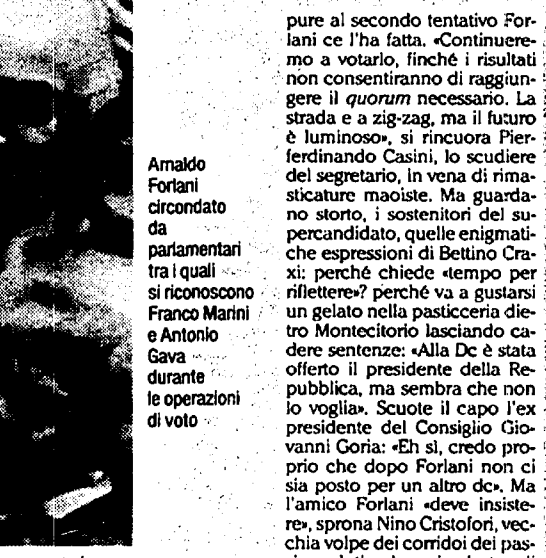 Arnaldo
Forlani
circondato
da
parlamentari
tra i quali
si riconoscono
Franco Marini
e Antonio
Gava
durante
le operazioni
di voto
pure al secondo tentativo For-
lani ce l'ha fatta. «Continuere-
mo a votarlo, finché i risultati
non consentiranno di raggiun-
gere il quorum necessario. La
strada e a zig-zag, ma il futuro
è luminoso», si rincuora Pier-
ferdinando Casini, lo scudiere
del segretario, in vena di rima-
sticature maoiste. Ma guarda-
no storto, i sostenitori del su-
percandidato, quelle enigmati-
che espressioni di Bettino Cra-
xi: perché chiede «tempo per
riflettere»? perché va a gustarsi
un gelato nella pasticceria die-
tro Montecitorio lasciando ca-
dere sentenze: «Alla Dc è stata
offerto il presidente della Re-
pubblica, ma sembra che non
lo voglia». Scuote il capo l'ex
presidente del Consiglio Gio-
vanni Goria: «Eh sì, credo pro-
prio che dopo Forlani non ci
sia posto per un altro dc». Ma
l'amico Forlani «deve insiste-
re», sprona Nino Cristofori, vec-
chia volpe dei corridoi dei pas-